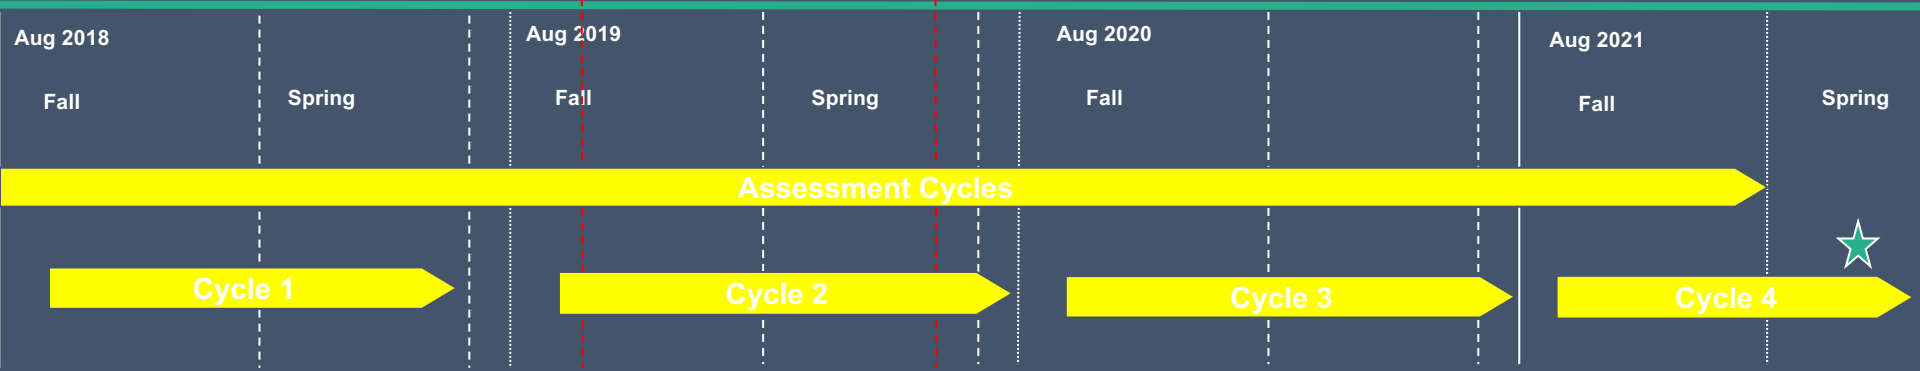 Aug 2018
Aug 2019
Aug 2020
Aug 2021
Fall
Spring
Fall
Spring
Fall
Fall
Spring
Assessment Cycles
Cycle 1
Cycle 2
Cycle 3
Cycle 4